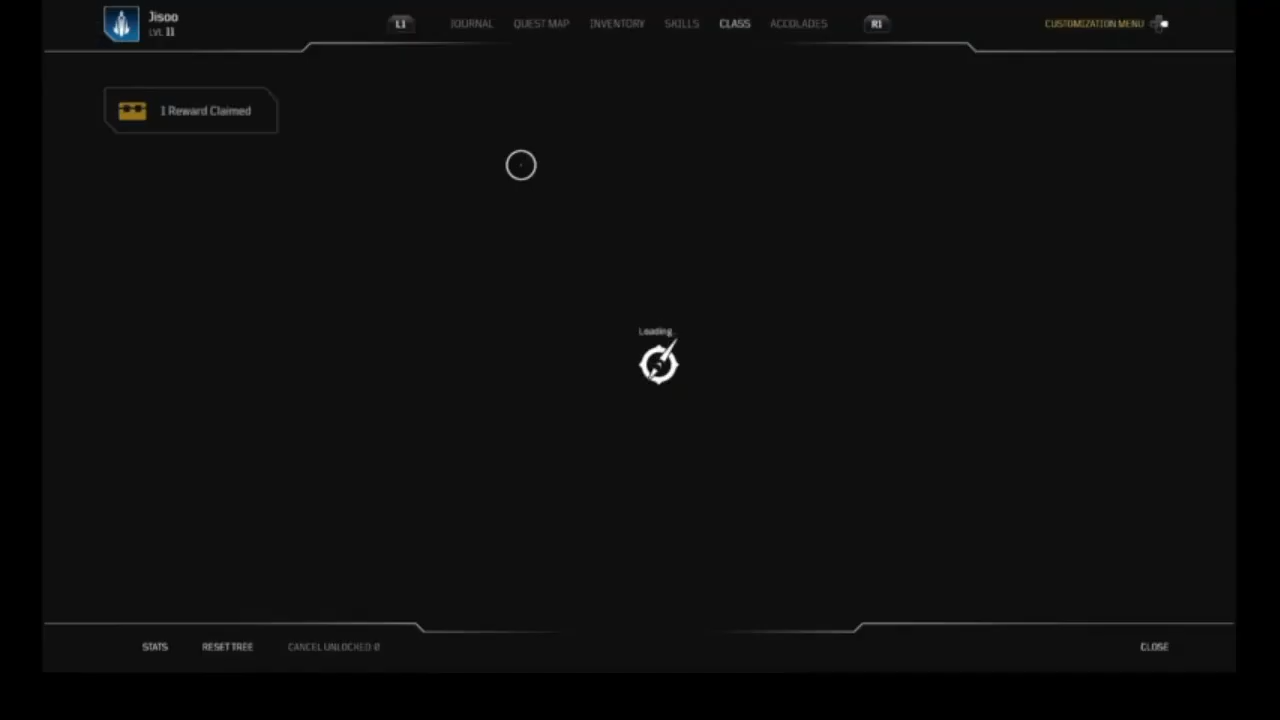 Jisoo
LVL 11
L1 JOURNAL QUEST MAP INVENTORY SKILLS CLASS ACCOLADES R1 CUSTOMIZATION MENU
1 Reward Claimed
Loading..
STATS RESET TREE CANCEL UNLOCKED 0 CLOSE